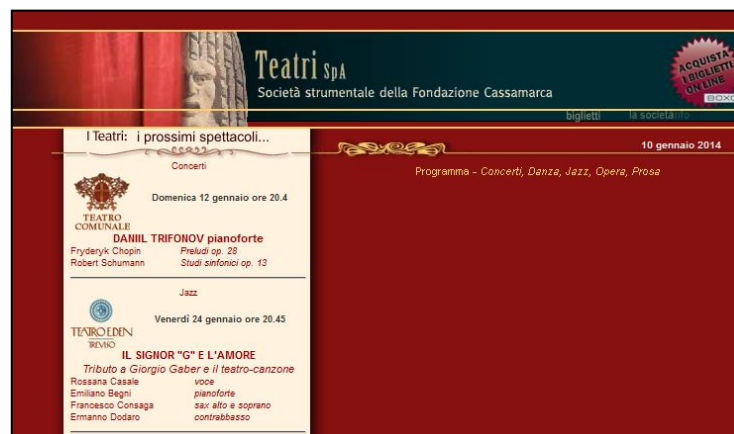 Teatri SpA
Società strumentale della Fondazione Cassamarca
ACQUISTA
I BIGLIETTI
ON LINE
biglietti la società
I Teatri: i prossimi spettacoli...
10 gennaio 2014
Programma - Concerti, Danza, Jazz, Opera, Prosa
Concerti
Domenica 12 gennaio ore 20.4
TEATRO
COMUNALE
DANIIL TRIFONOV pianoforte
Fryderyk Chopin Preludi op. 28
Robert Schumann Studi sinfonici op. 13
Jazz
Venerdì 24 gennaio ore 20.45
TEATRO EDEN
TREVISO
IL SIGNOR "G" E L'AMORE
Tributo a Giorgio Gaber e il teatro-canzone
Rossana Casale voce
Emiliano Begni pianoforte
Francesco Consaga sax alto e soprano
Ermanno Dodaro contrabbasso